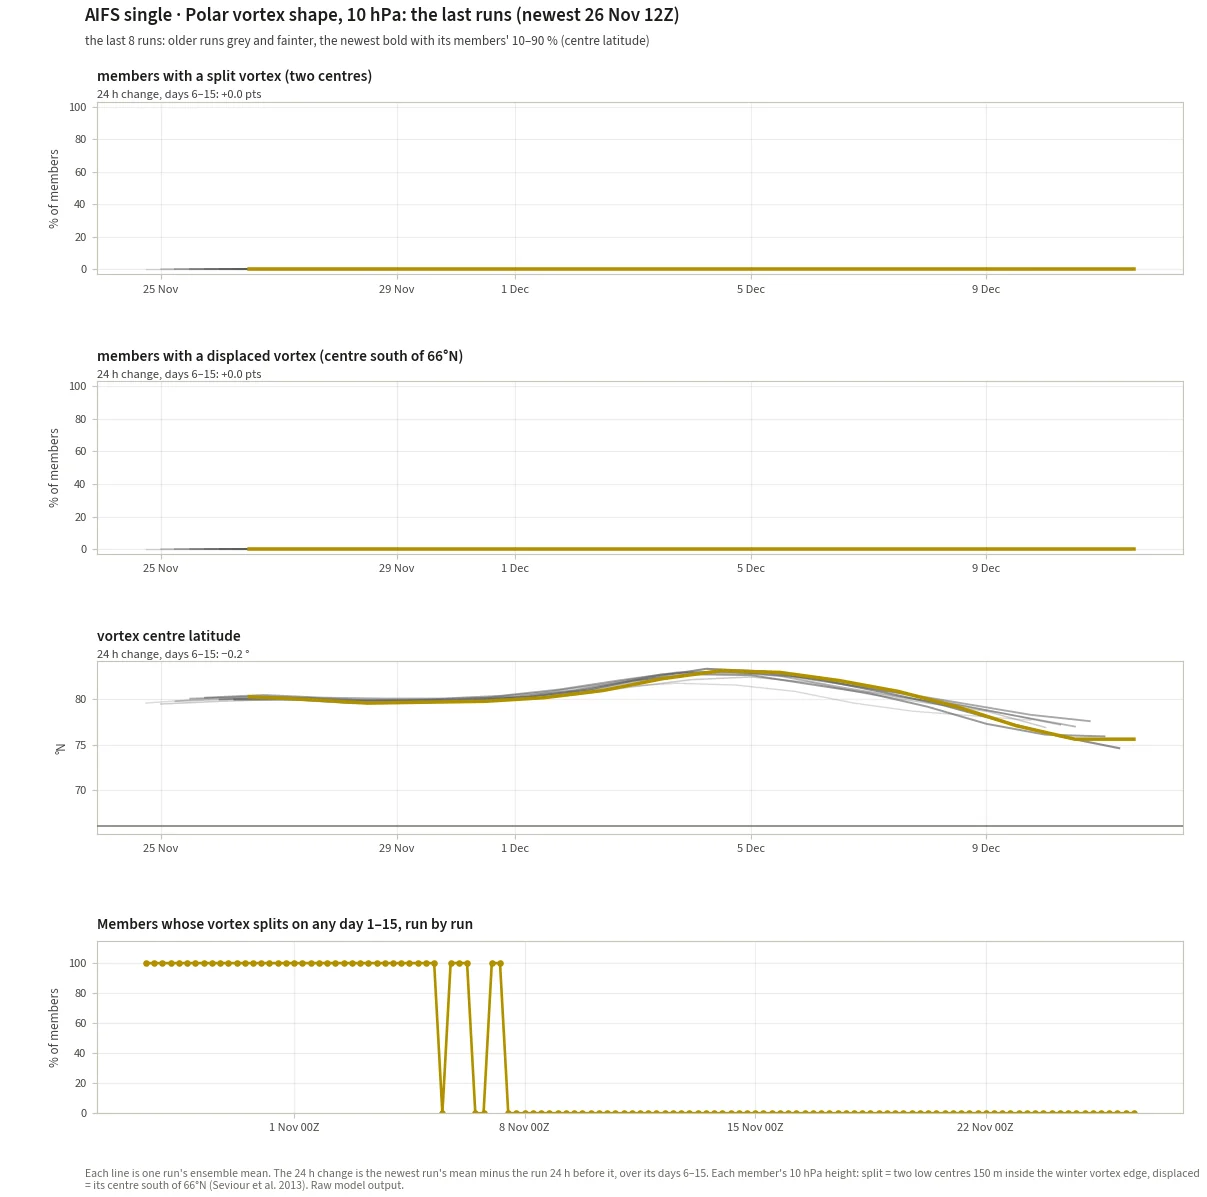 AIFS single · Polar vortex shape, 10 hPa: the last runs (newest 26 Nov 12Z)
the last 8 runs: older runs grey and fainter, the newest bold with its members' 10–90 % (centre latitude)
members with a split vortex (two centres)
24 h change, days 6–15: +0.0 pts
100
80
60
40
20
0
% of members
25 Nov
29 Nov
1 Dec
5 Dec
9 Dec
members with a displaced vortex (centre south of 66°N)
24 h change, days 6–15: +0.0 pts
100
80
60
40
20
0
% of members
25 Nov
29 Nov
1 Dec
5 Dec
9 Dec
vortex centre latitude
24 h change, days 6–15: −0.2 °
80
75
70
°N
25 Nov
29 Nov
1 Dec
5 Dec
9 Dec
Members whose vortex splits on any day 1–15, run by run
100
80
60
40
20
0
% of members
1 Nov 00Z
8 Nov 00Z
15 Nov 00Z
22 Nov 00Z
Each line is one run's ensemble mean. The 24 h change is the newest run's mean minus the run 24 h before it, over its days 6–15. Each member's 10 hPa height: split = two low centres 150 m inside the winter vortex edge, displaced
= its centre south of 66°N (Seviour et al. 2013). Raw model output.